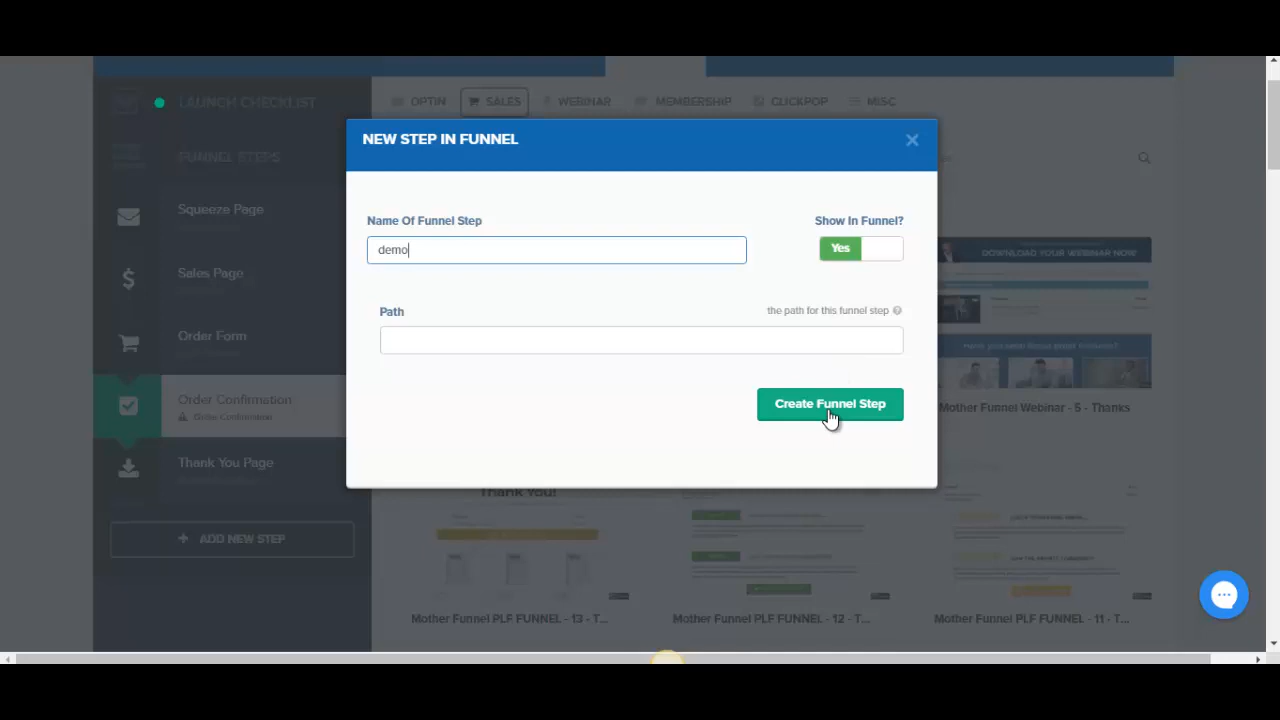 LAUNCH CHECKLIST
OPTIN
SALES
WEBINAR
MEMBERSHIP
CLICKPOP
MISC
NEW STEP IN FUNNEL
×
FUNNEL STEPS
Squeeze Page
Sales Page
Order Form
Order Confirmation
Order Confirmation
Thank You Page
+ ADD NEW STEP
Name Of Funnel Step
Show In Funnel?
demo
Yes
Path
the path for this funnel step
Create Funnel Step
DOWNLOAD YOUR WEBINAR NOW
Mother Funnel Webinar - 5 - Thanks
Thank You!
Mother Funnel PLF FUNNEL - 13 - T...
Mother Funnel PLF FUNNEL - 12 - T...
Mother Funnel PLF FUNNEL - 11 - T...